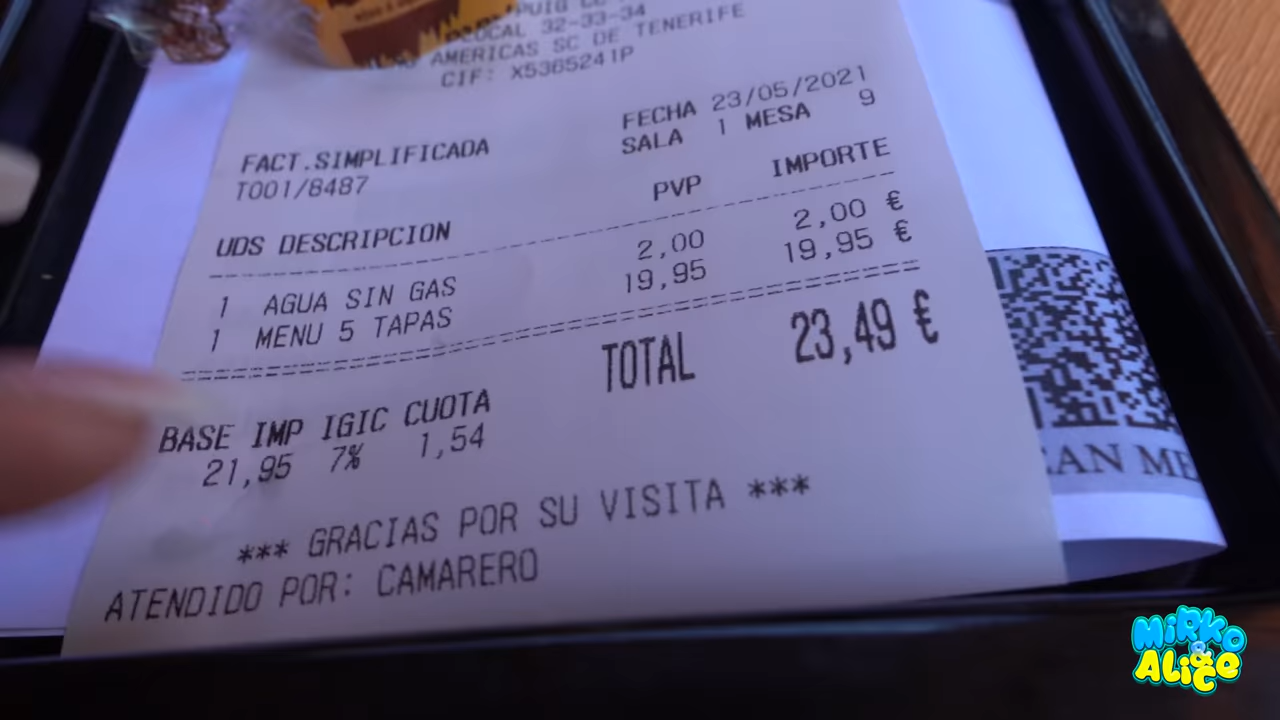 32-33-34
AMERICAS SC DE TENERIFE
CIF: X5365241P
FECHA 23/05/2021
SALA 1 MESA 9
FACT.SIMPLIFICADA
T001/8487
PVP IMPORTE
UDS DESCRIPCION
1 AGUA SIN GAS 2,00 2,00 €
1 MENU 5 TAPAS 19,95 19,95 €
TOTAL 23,49 €
BASE IMP IGIC CUOTA
21,95 7% 1,54
*** GRACIAS POR SU VISITA ***
ATENDIDO POR: CAMARERO
MiRKO
&
ALiCE